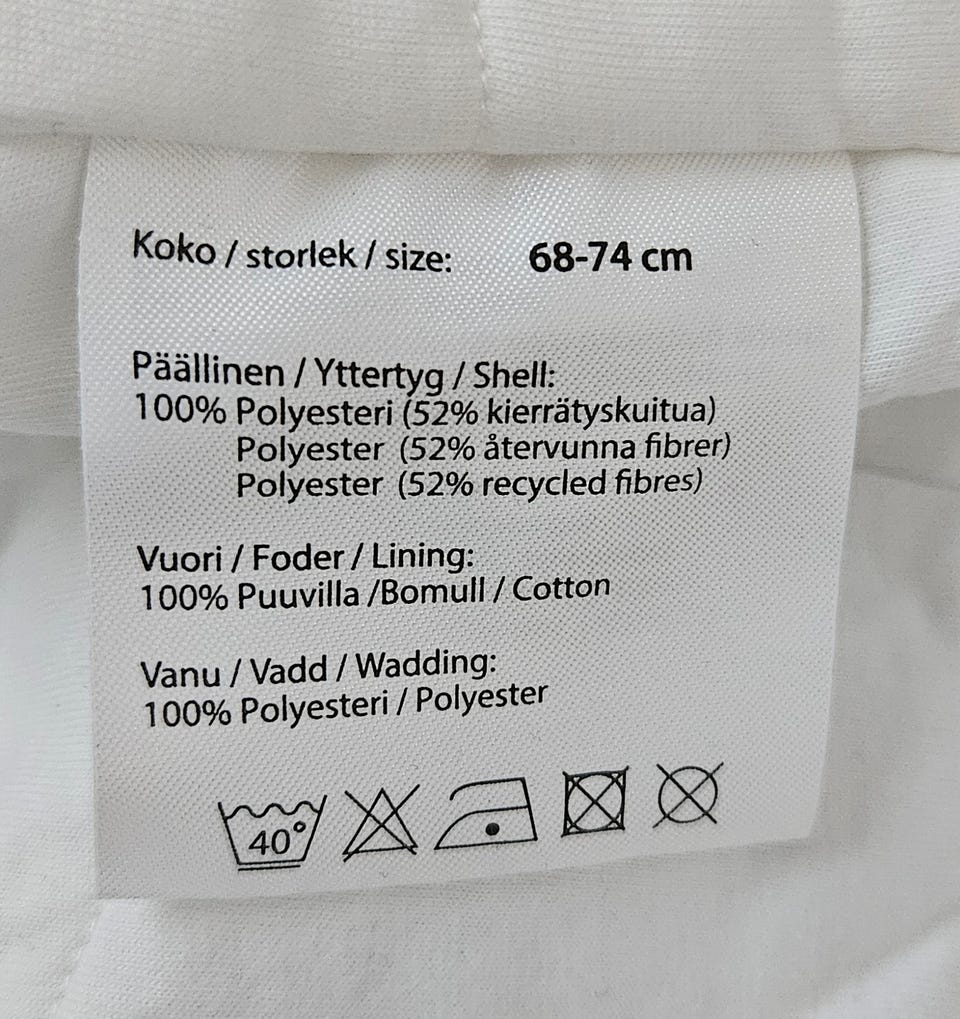 Koko / storlek / size: 68-74 cm
Päällinen / Yttertyg / Shell:
100% Polyesteri (52% kierrätyskuitua)
Polyester (52% återvunna fibrer)
Polyester (52% recycled fibres)
Vuori / Foder / Lining:
100% Puuvilla /Bomull / Cotton
Vanu / Vadd / Wadding:
100% Polyesteri / Polyester
40°